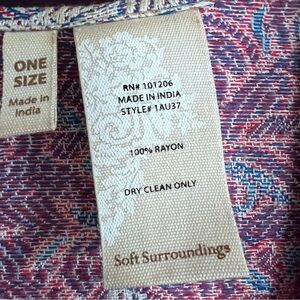 ONE
SIZE
Made in
India
RN# 101206
MADE IN INDIA
STYLE# 1AU37
100% RAYON
DRY CLEAN ONLY
Soft Surroundings